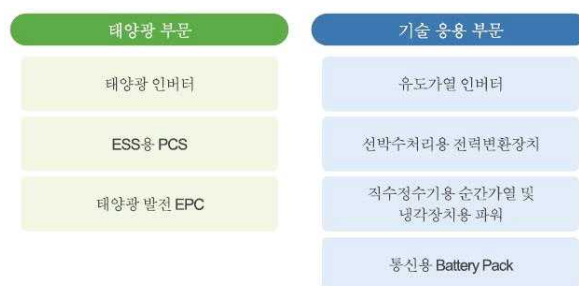 태양광 부문
태양광 인버터
ESS용 PCS
태양광 발전 EPC
기술 응용 부문
유도가열 인버터
선박수처리용 전력변환장치
직수정수기용 순간가열 및
냉각장치용 파워
통신용 Battery Pack